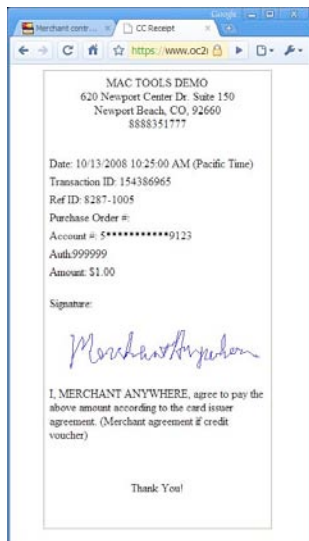 Google
Merchant contr...
CC Receipt
https://www.oc2
MAC TOOLS DEMO
620 Newport Center Dr. Suite 150
Newport Beach, CO, 92660
8888351777
Date: 10/13/2008 10:25:00 AM (Pacific Time)
Transaction ID: 154386965
Ref ID: 8287-1005
Purchase Order #:
Account #: 5***********9123
Auth:999999
Amount: $1.00
Signature:
MerchantAnywhere
I, MERCHANT ANYWHERE, agree to pay the
above amount according to the card issuer
agreement. (Merchant agreement if credit
voucher)
Thank You!